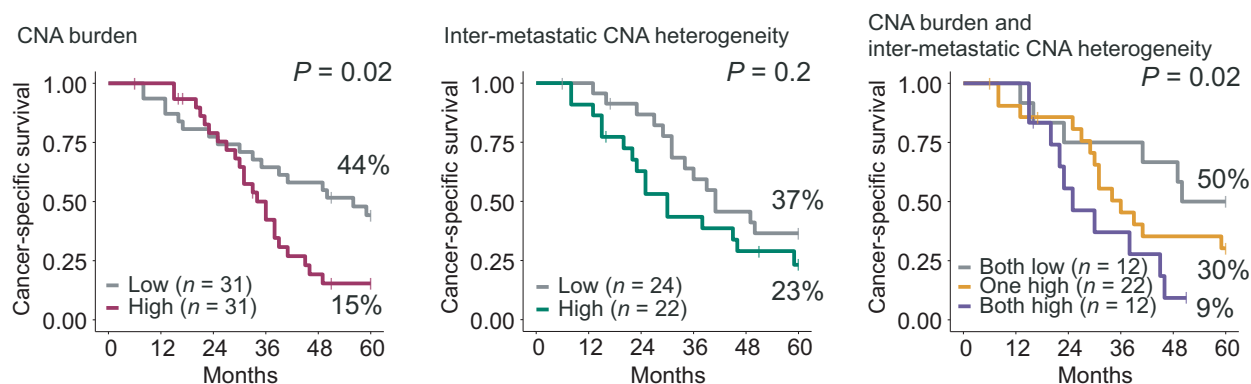 CNA burden
P = 0.02
Cancer-specific survival
1.00
0.75
0.50
0.25
0.00
44%
15%
Low (n = 31)
High (n = 31)
0 12 24 36 48 60
Months
Inter-metastatic CNA heterogeneity
P = 0.2
Cancer-specific survival
1.00
0.75
0.50
0.25
0.00
37%
23%
Low (n = 24)
High (n = 22)
0 12 24 36 48 60
Months
CNA burden and
inter-metastatic CNA heterogeneity
P = 0.02
Cancer-specific survival
1.00
0.75
0.50
0.25
0.00
50%
30%
9%
Both low (n = 12)
One high (n = 22)
Both high (n = 12)
0 12 24 36 48 60
Months